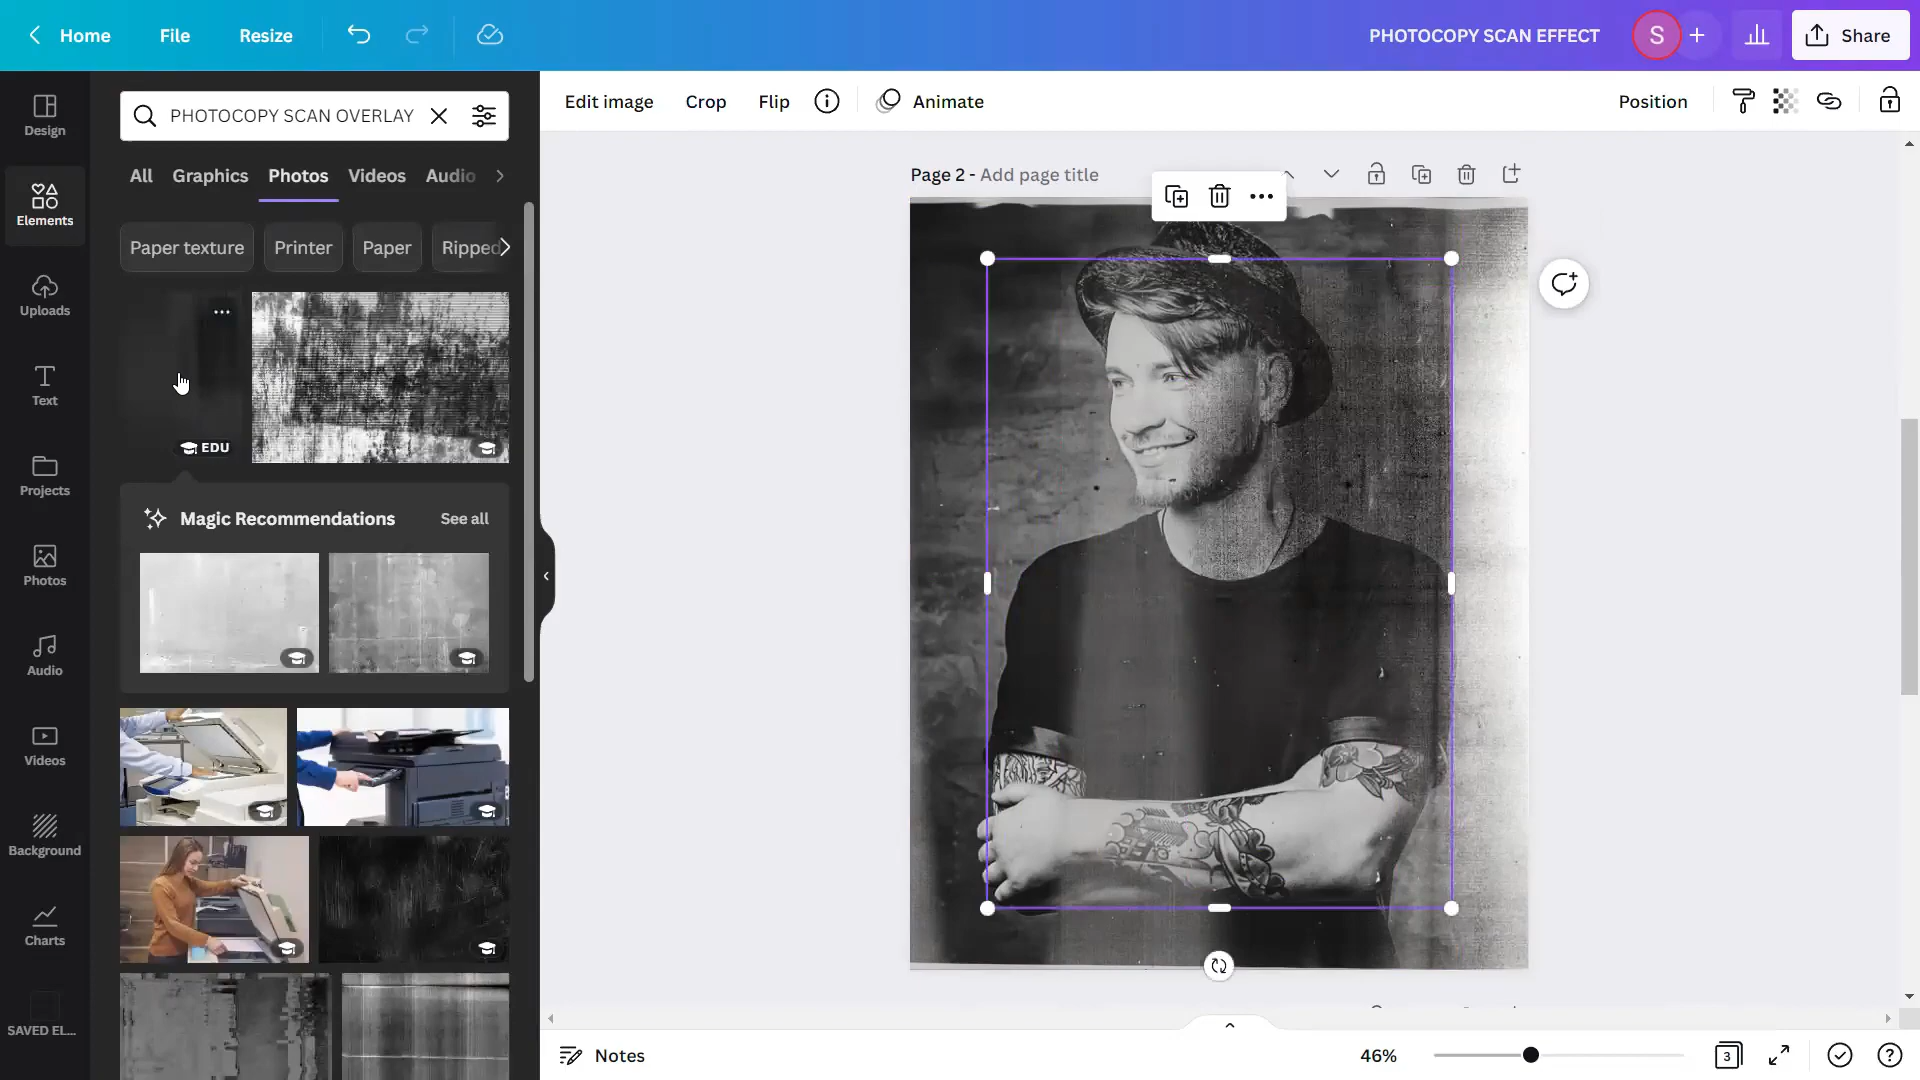 Home File Resize PHOTOCOPY SCAN EFFECT S Share
Design
Elements
Uploads
Text
Projects
Photos
Audio
Videos
Background
Charts
SAVED EL...
PHOTOCOPY SCAN OVERLAY
All Graphics Photos Videos Audio
Paper texture Printer Paper Ripped
EDU
Magic Recommendations See all
Edit image Crop Flip Animate Position
Page 2 - Add page title
Notes 46% 3